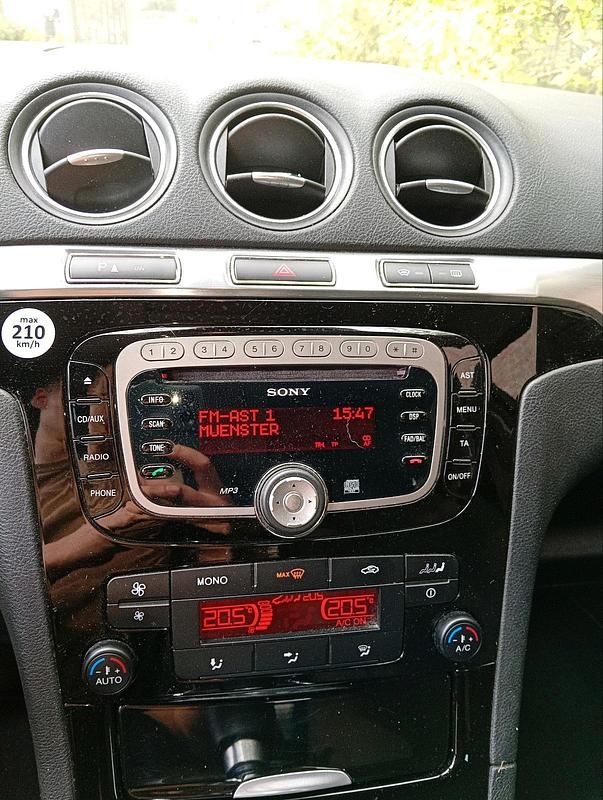 max
210
km/h
1 2
3 4
5 6
7 8
9 0
* #
SONY
INFO
SCAN
TONE
CD/AUX
RADIO
PHONE
FM-AST 1 15:47
MUENSTER
TP
AF
CLOCK
DSP
FAD/BAL
AST
MENU
TA
ON/OFF
MP3
MONO
MAX
20.5°
20.5°
A/C ON
AUTO
A/C